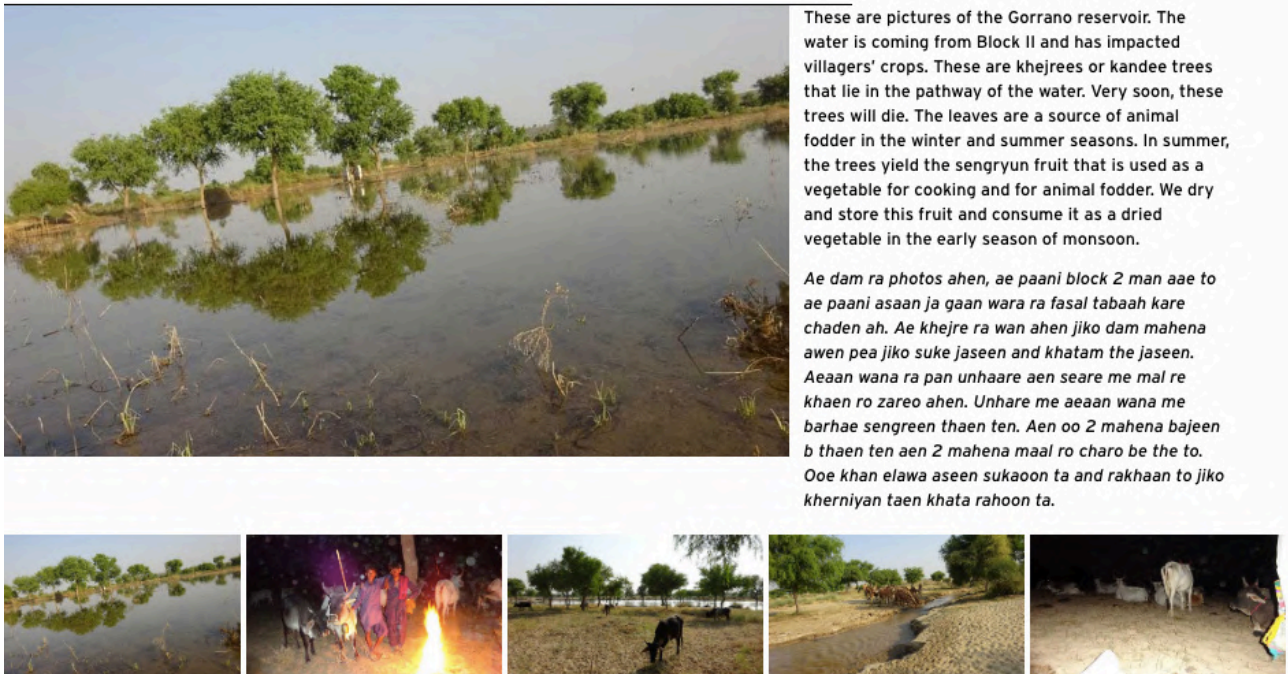 These are pictures of the Gorrano reservoir. The
water is coming from Block II and has impacted
villagers' crops. These are khejrees or kandee trees
that lie in the pathway of the water. Very soon, these
trees will die. The leaves are a source of animal
fodder in the winter and summer seasons. In summer,
the trees yield the sengryun fruit that is used as a
vegetable for cooking and for animal fodder. We dry
and store this fruit and consume it as a dried
vegetable in the early season of monsoon.
Ae dam ra photos ahen, ae paani block 2 man aae to
ae paani asaan ja gaan wara ra fasal tabaah kare
chaden ah. Ae khejre ra wan ahen jiko dam mahena
awen pea jiko suke jaseen and khatam the jaseen.
Aeaan wana ra pan unhaare aen seare me mal re
khaen ro zareo ahen. Unhare me aeaan wana me
barhae sengreen thaen ten. Aen oo 2 mahena bajeen
b thaen ten aen 2 mahena maal ro charo be the to.
Ooe khan elawa aseen sukaoon ta and rakhaan to jiko
kherniyan taen khata rahoon ta.